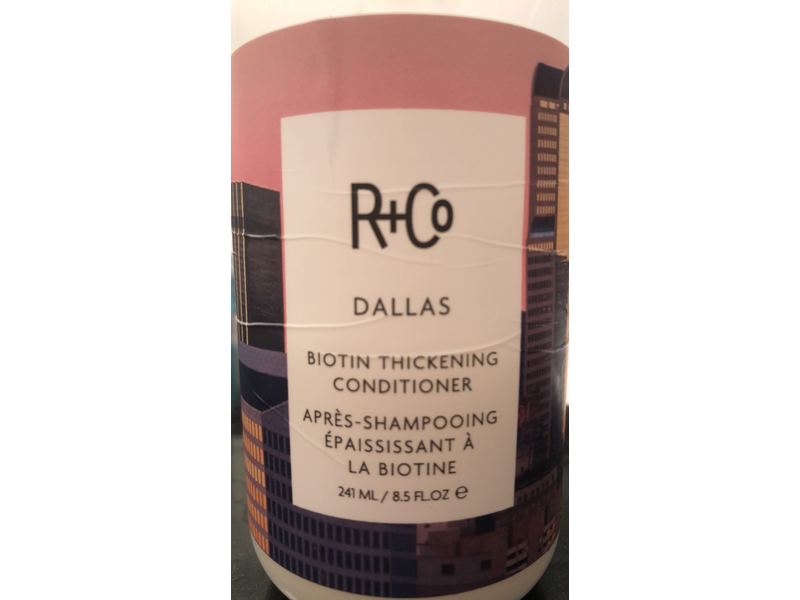 R+Co
DALLAS
BIOTIN THICKENING
CONDITIONER
APRÈS-SHAMPOOING
ÉPAISSISSANT À
LA BIOTINE
241 ML / 8.5 FL.OZ ℮